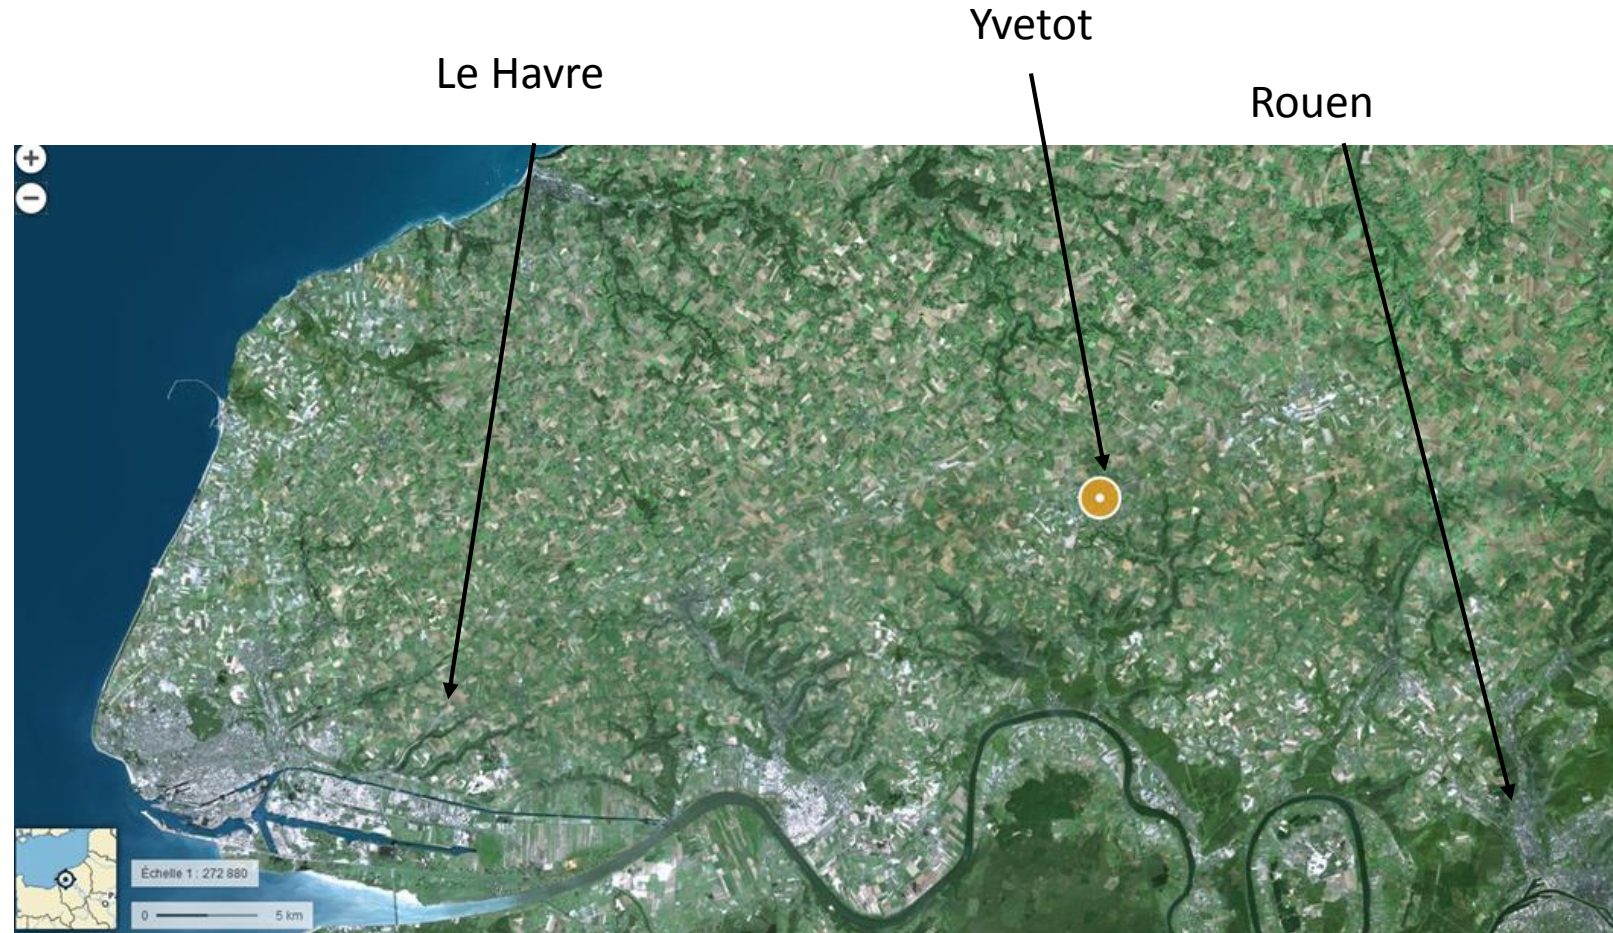 Yvetot
Le Havre
Rouen
+
−
Échelle 1 : 272 880
0 5 km